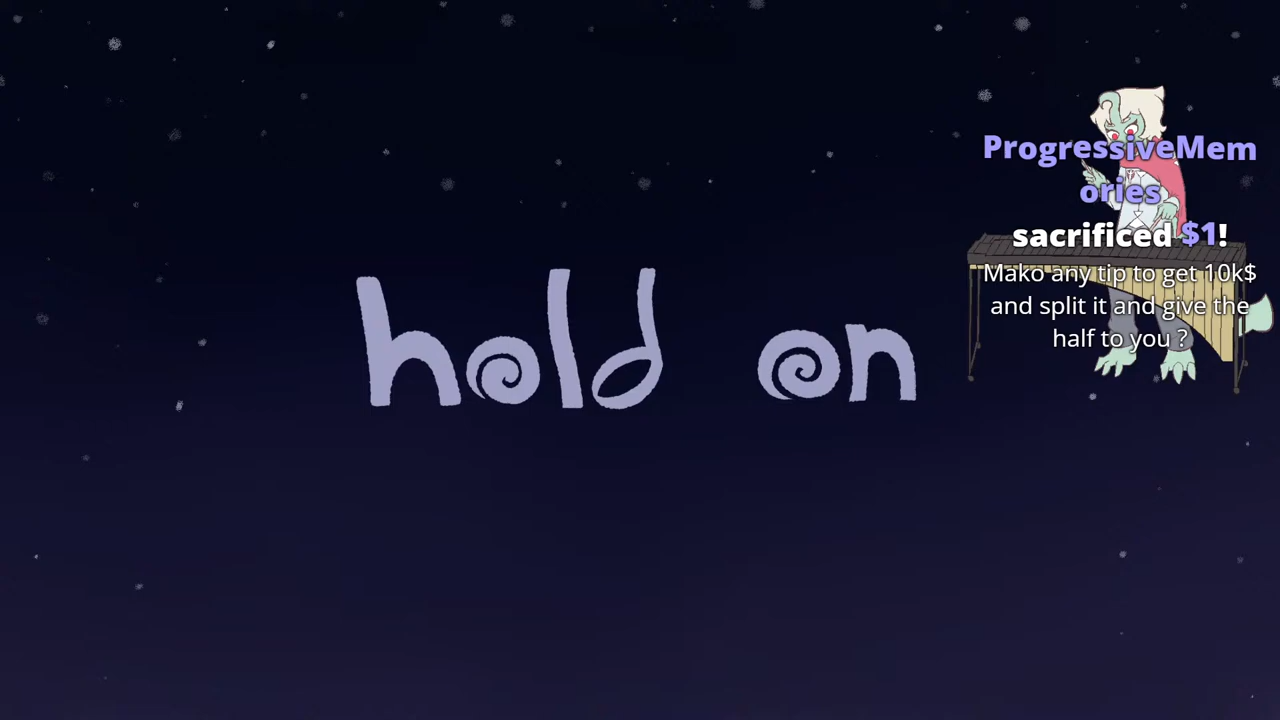 hold on
ProgressiveMem
ories
sacrificed $1!
Mako any tip to get 10k$
and split it and give the
half to you ?